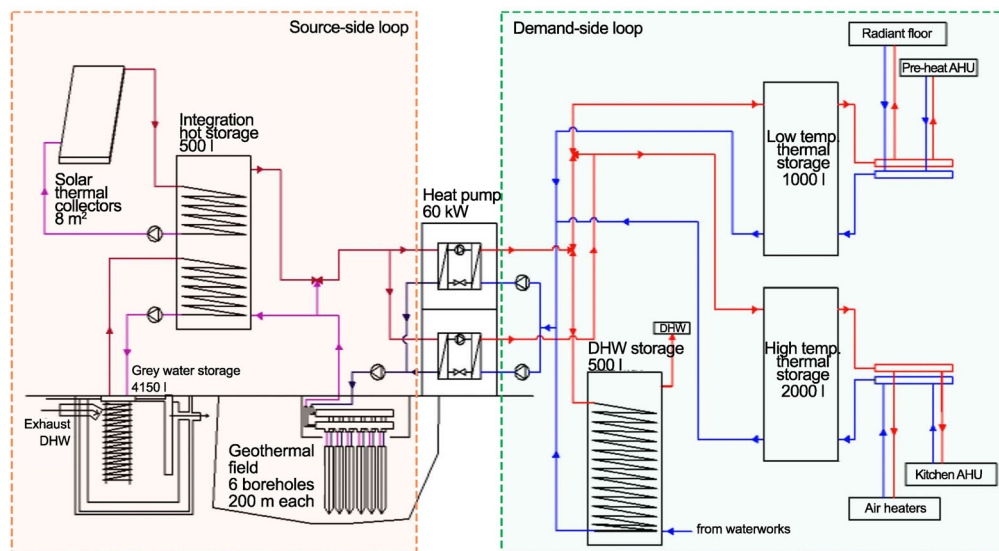 Source-side loop
Demand-side loop
Radiant floor
Pre-heat AHU
Integration
hot storage
500 l
Low temp.
thermal
storage
1000 l
Solar
thermal
collectors
8 m²
Heat pump
60 kW
DHW
DHW storage
500 l
High temp.
thermal
storage
2000 l
Grey water storage
4150 l
Exhaust
DHW
Geothermal
field
6 boreholes
200 m each
Kitchen AHU
Air heaters
from waterworks